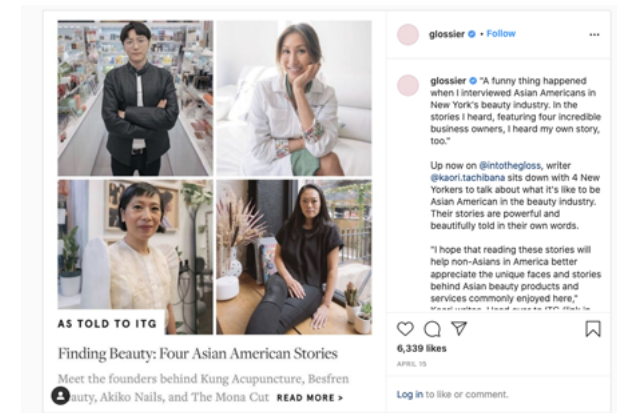 glossier • Follow
glossier "A funny thing happened
when I interviewed Asian Americans in
New York's beauty industry. In the
stories I heard, featuring four incredible
business owners, I heard my own story,
too."
Up now on @intothegloss, writer
@kaori.tachibana sits down with 4 New
Yorkers to talk about what it's like to be
Asian American in the beauty industry.
Their stories are powerful and
beautifully told in their own words.
"I hope that reading these stories will
help non-Asians in America better
appreciate the unique faces and stories
behind Asian beauty products and
services commonly enjoyed here,"
AS TOLD TO ITG
Finding Beauty: Four Asian American Stories
Meet the founders behind Kung Acupuncture, Besfren
auty, Akiko Nails, and The Mona Cut READ MORE >
6,339 likes
APRIL 15
Log in to like or comment.